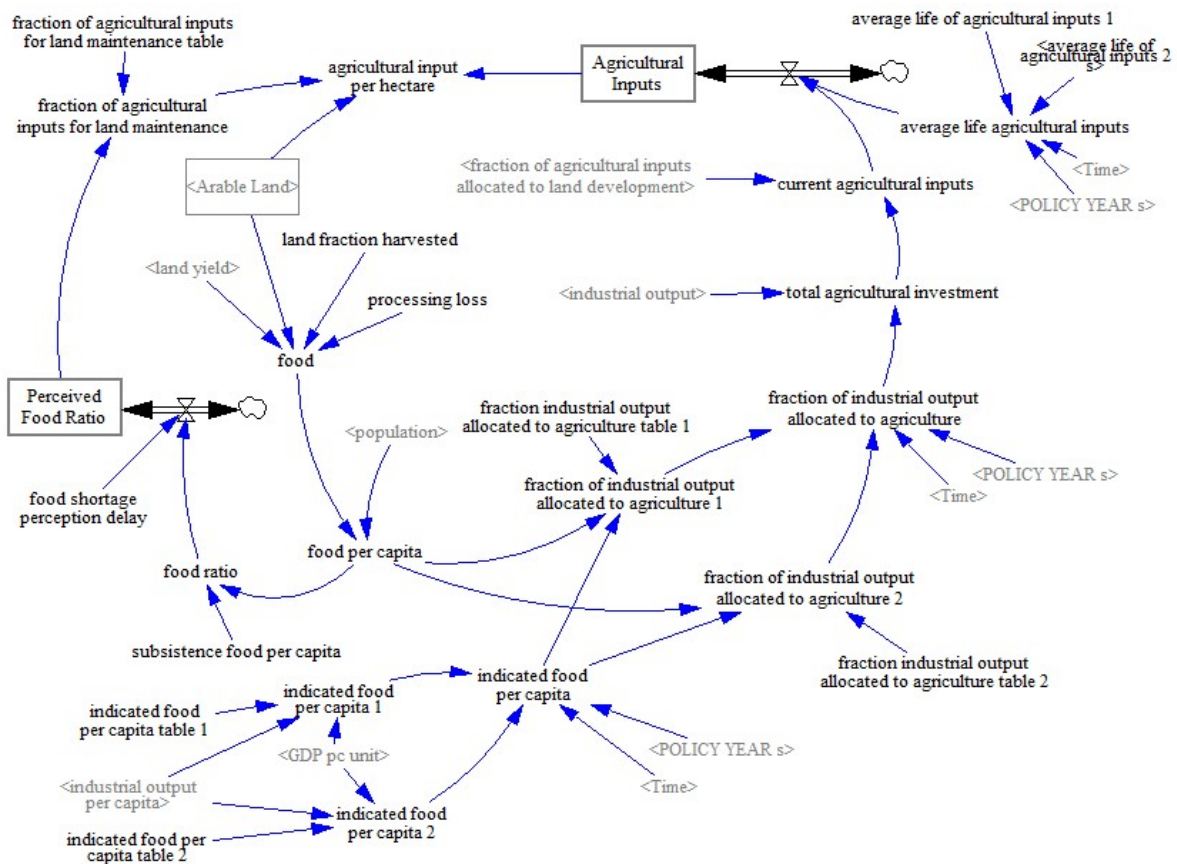 fraction of agricultural inputs
for land maintenance table
average life of agricultural inputs 1
<average life of
agricultural inputs 2
s>
agricultural input
per hectare
Agricultural
Inputs
fraction of agricultural
inputs for land maintenance
average life agricultural inputs
<Time>
<POLICY YEAR s>
<fraction of agricultural inputs
allocated to land development>
current agricultural inputs
<Arable Land>
land fraction harvested
<land yield>
processing loss
<industrial output>
total agricultural investment
food
Perceived
Food Ratio
fraction industrial output
allocated to agriculture table 1
fraction of industrial output
allocated to agriculture
<population>
<POLICY YEAR s>
<Time>
fraction of industrial output
allocated to agriculture 1
food shortage
perception delay
food per capita
food ratio
fraction of industrial output
allocated to agriculture 2
subsistence food per capita
fraction industrial output
allocated to agriculture table 2
indicated food
per capita
indicated food
per capita 1
indicated food
per capita table 1
<GDP pc unit>
<POLICY YEAR s>
<Time>
<industrial output
per capita>
indicated food
per capita 2
indicated food per
capita table 2